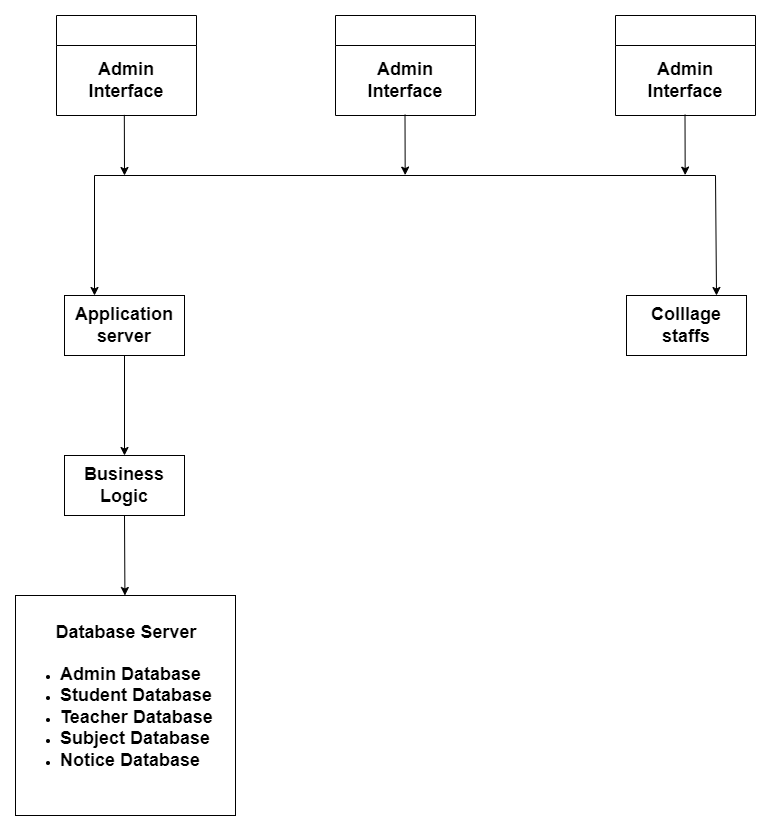 Admin
Interface
Admin
Interface
Admin
Interface
Application
server
Colllage
staffs
Business
Logic
Database Server
Admin Database
Student Database
Teacher Database
Subject Database
Notice Database